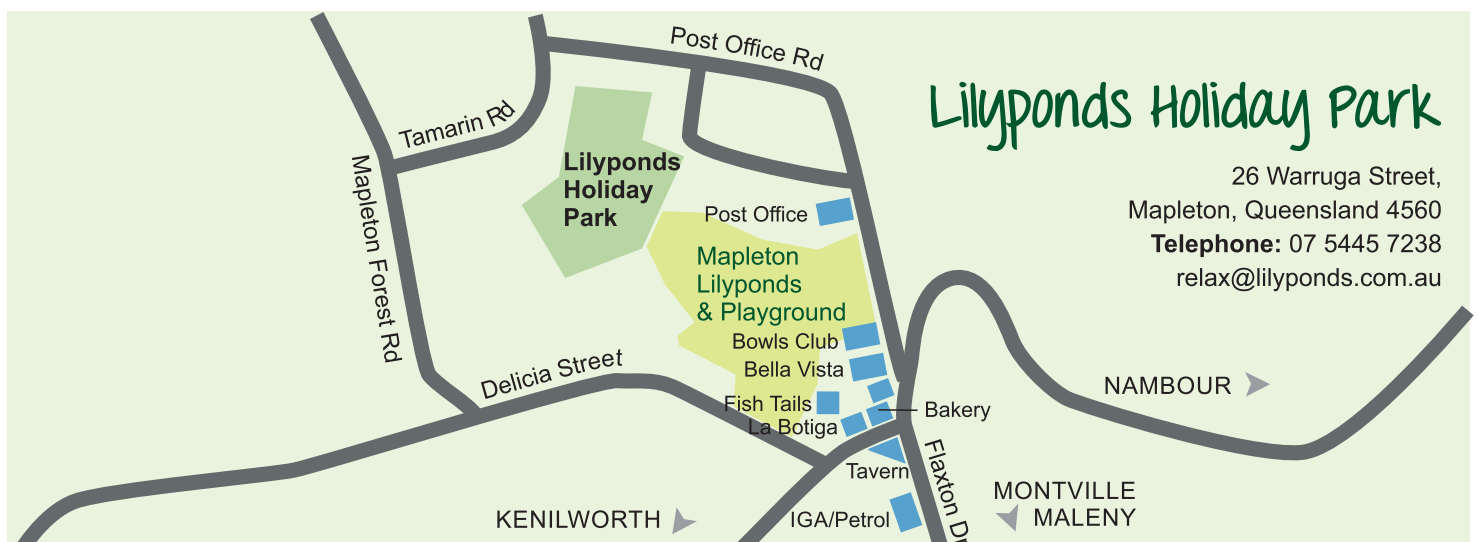 Post Office Rd
Lilyponds Holiday Park
Tamarin Rd
Lilyponds
Holiday
Park
Mapleton Forest Rd
26 Warruga Street,
Mapleton, Queensland 4560
Telephone: 07 5445 7238
relax@lilyponds.com.au
Post Office
Mapleton
Lilyponds
& Playground
Bowls Club
Bella Vista
Delicia Street
NAMBOUR
Fish Tails
Bakery
La Botiga
Tavern
Flaxton Dr
MONTVILLE
MALENY
KENILWORTH
IGA/Petrol